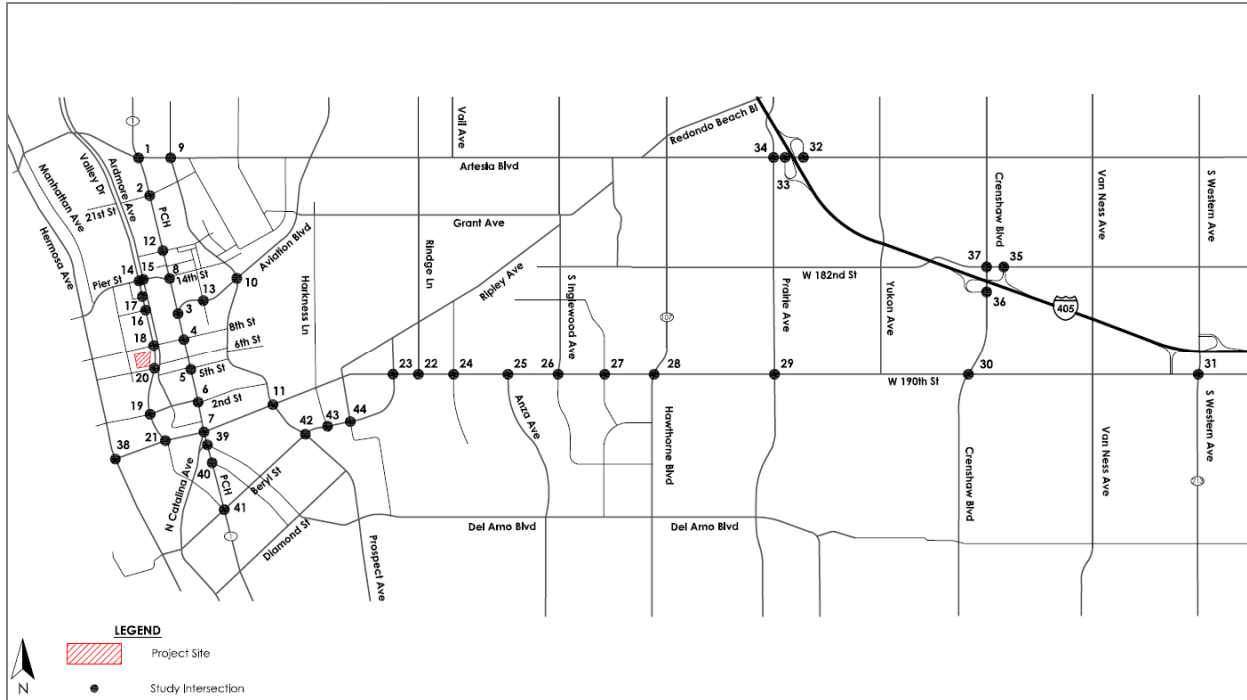 1
9
1
2
Valley Dr
Ardmore Ave
Manhattan Ave
21st St
PCH
Hermosa Ave
12
14
15
8
14th St
Pier St
17
16
3
13
10
Aviation Blvd
18
4
8th St
6th St
20
5
5th St
6
2nd St
19
21
7
11
38
39
40
PCH
41
1
N Catalina Ave
Beryl St
Diamond St
42
43
44
Harkness Ln
Prospect Ave
Vail Ave
Artesia Blvd
Grant Ave
Rindge Ln
Ripley Ave
23
22
24
25
26
27
28
29
30
31
Anza Ave
S Inglewood Ave
107
Hawthorne Blvd
Del Amo Blvd
Del Amo Blvd
Redondo Beach Bl
34
33
32
W 182nd St
Prairie Ave
Yukon Ave
W 190th St
Crenshaw Blvd
37
35
36
405
Crenshaw Blvd
Van Ness Ave
Van Ness Ave
S Western Ave
S Western Ave
LEGEND
Project Site
Study Intersection
N